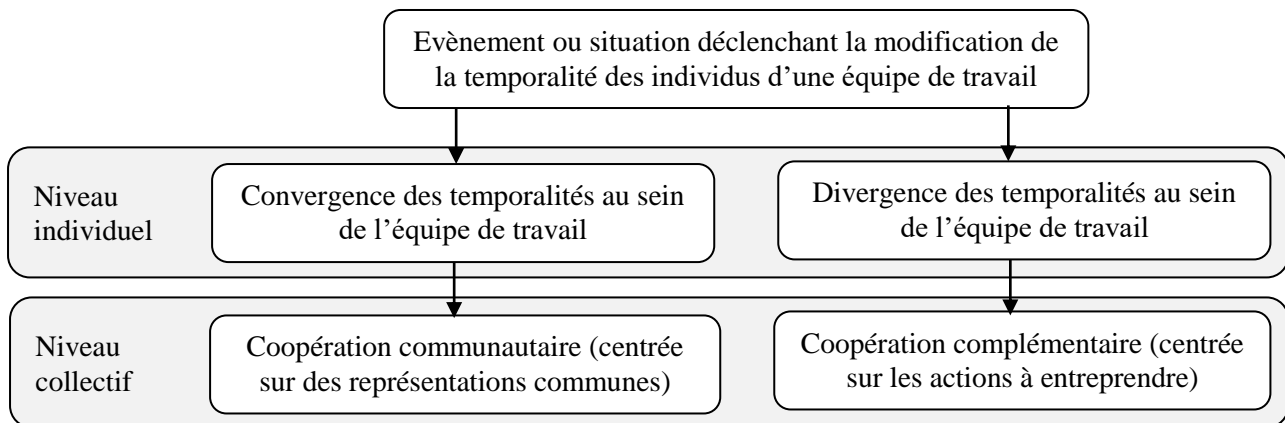 Evènement ou situation déclenchant la modification de
la temporalité des individus d’une équipe de travail
Niveau
individuel
Convergence des temporalités au sein
de l’équipe de travail
Divergence des temporalités au sein
de l’équipe de travail
Niveau
collectif
Coopération communautaire (centrée
sur des représentations communes)
Coopération complémentaire (centrée
sur les actions à entreprendre)